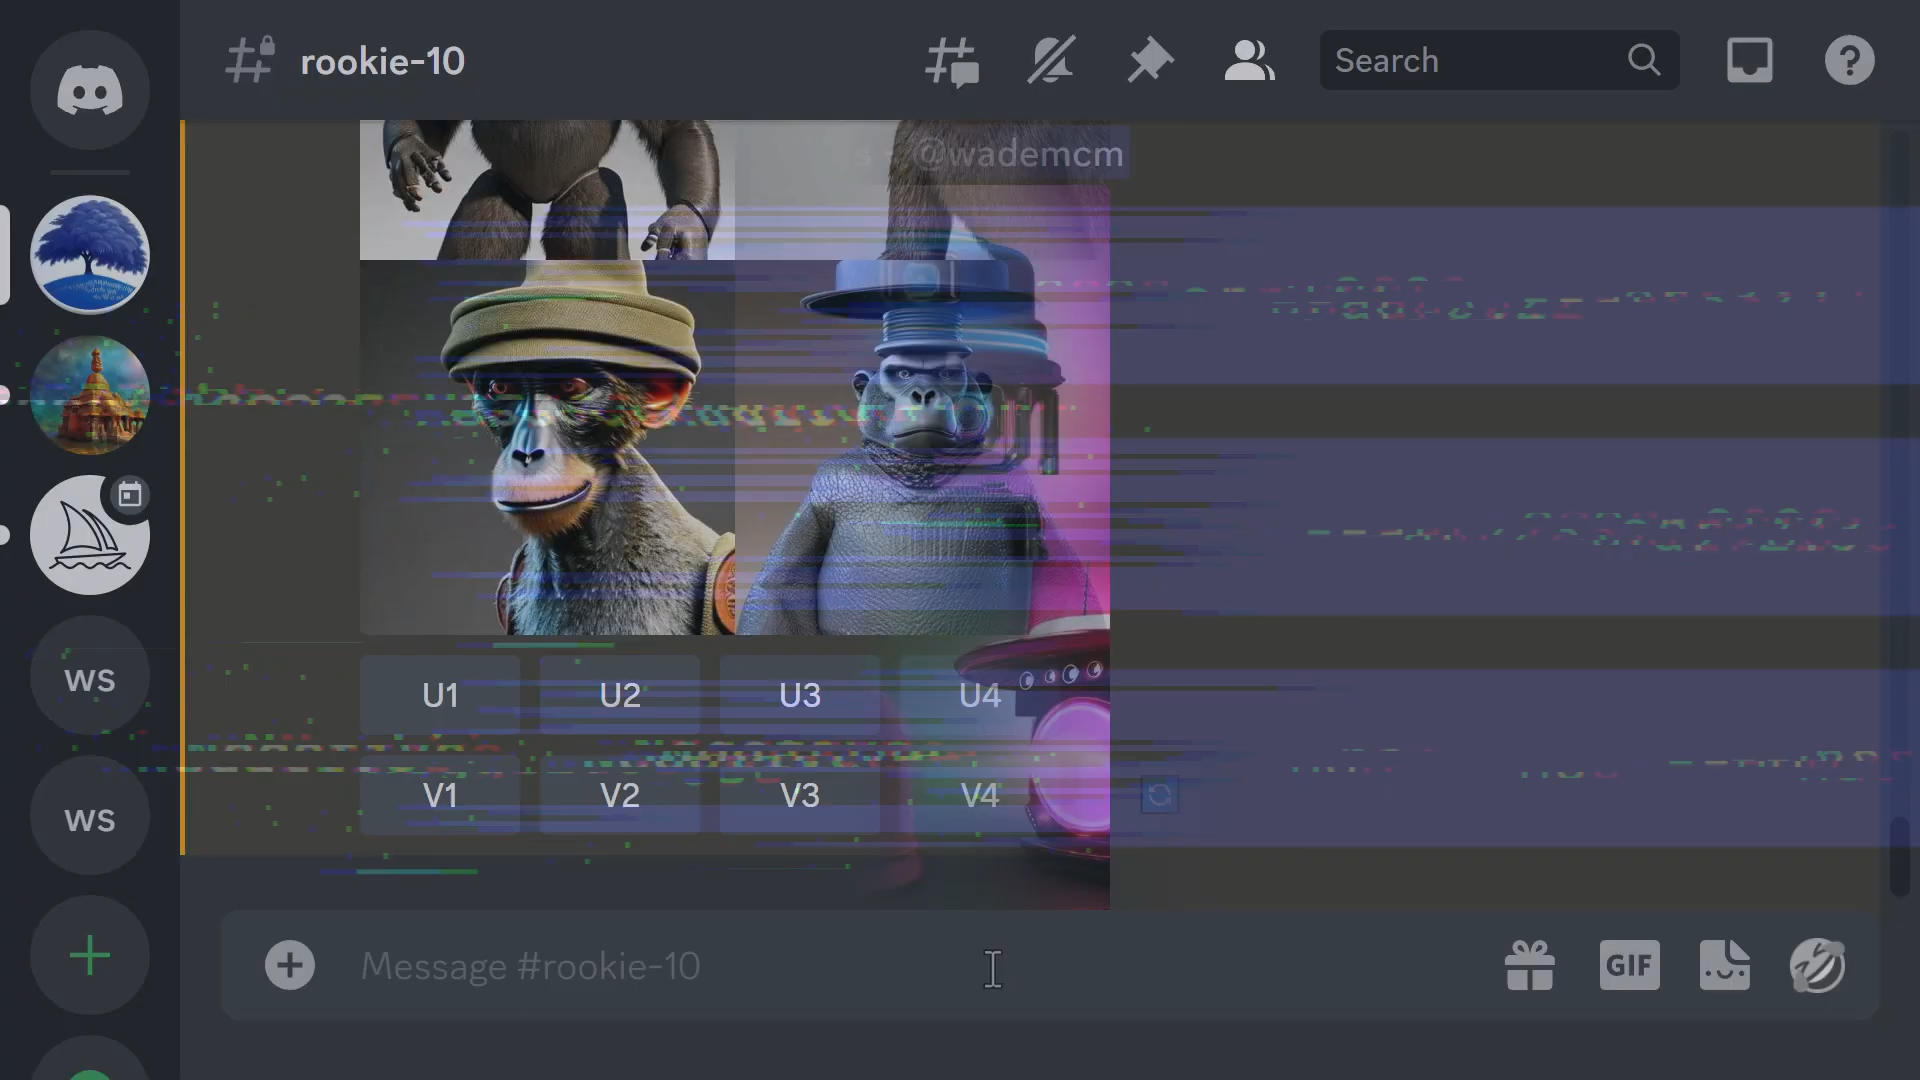 rookie-10
Search
@wademcm
WS
WS
U1 U2 U3 U4
V1 V2 V3 V4
Message #rookie-10
GIF